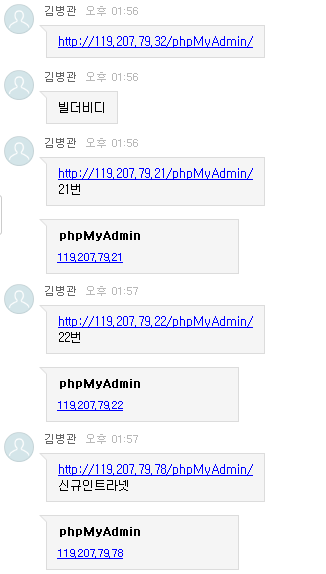 김병관 오후 01:56
http://119,207,79,32/phpMyAdmin/
김병관 오후 01:56
빌더비디
김병관 오후 01:56
http://119,207,79,21/phpMyAdmin/
21번
phpMyAdmin
119,207,79,21
김병관 오후 01:57
http://119,207,79,22/phpMyAdmin/
22번
phpMyAdmin
119,207,79,22
김병관 오후 01:57
http://119,207,79,78/phpMyAdmin/
신규인트라넷
phpMyAdmin
119,207,79,78